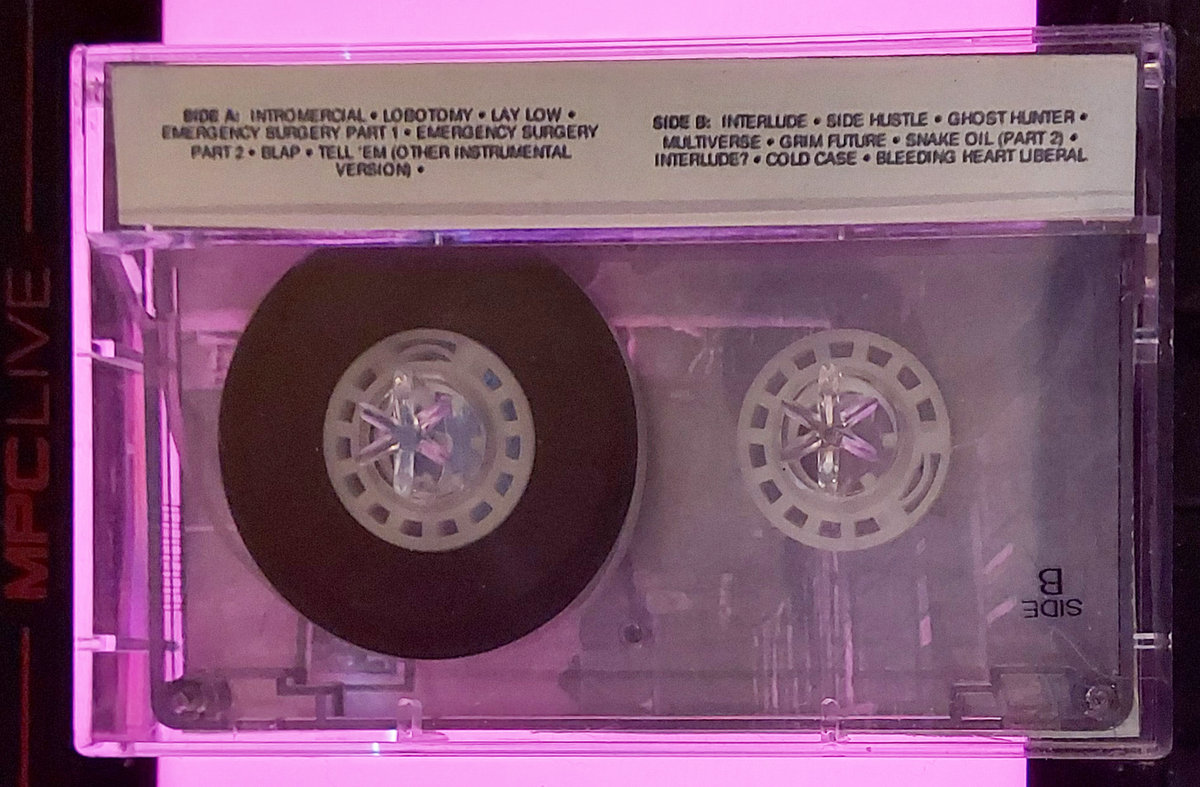 SIDE A: INTROMERCIAL • LOBOTOMY • LAY LOW •
EMERGENCY SURGERY PART 1 • EMERGENCY SURGERY
PART 2 • BLAP • TELL 'EM (OTHER INSTRUMENTAL
VERSION) •
SIDE B: INTERLUDE • SIDE HUSTLE • GHOST HUNTER •
MULTIVERSE • GRIM FUTURE • SNAKE OIL (PART 2) •
INTERLUDE? • COLD CASE • BLEEDING HEART LIBERAL
MPCLIVE
SIDE
B